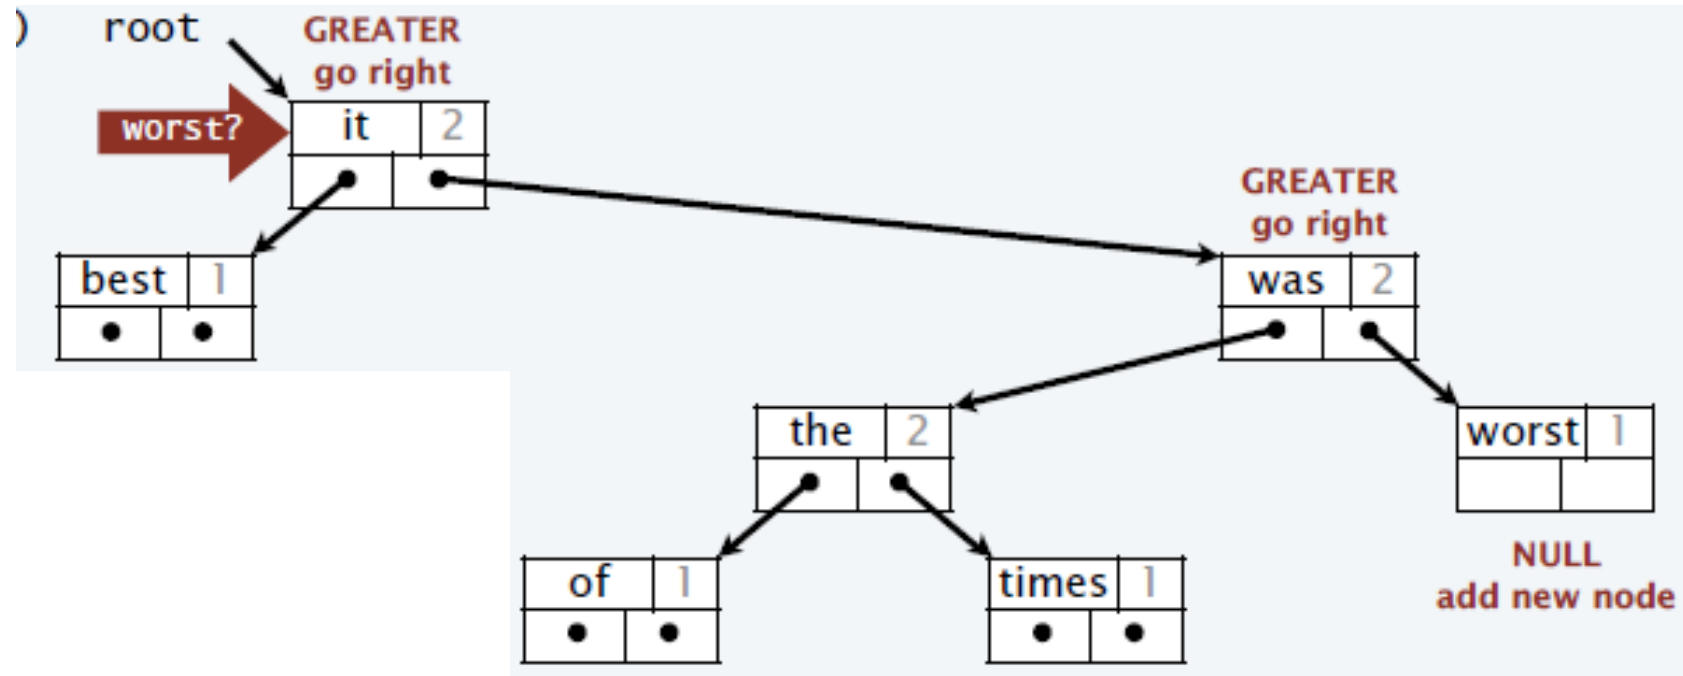 ) root
GREATER
go right
worst?
it 2
GREATER
go right
best 1
was 2
the 2
worst 1
of 1
times 1
NULL
add new node